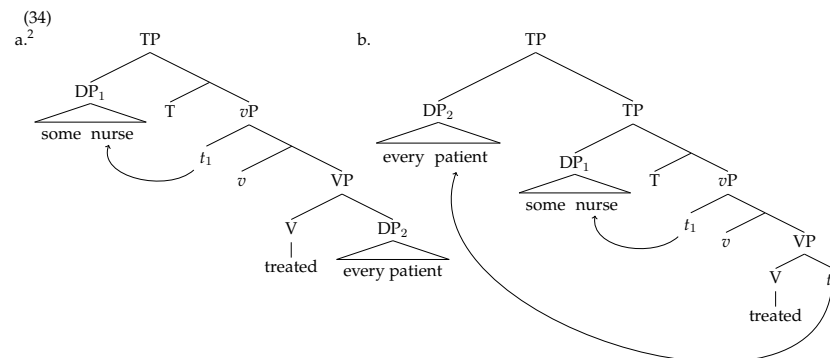 (34)
a.² TP
DP₁
some nurse
T
vP
t₁
v
VP
V
treated
DP₂
every patient
b. TP
DP₂
every patient
TP
DP₁
some nurse
T
vP
t₁
v
VP
V
treated
t